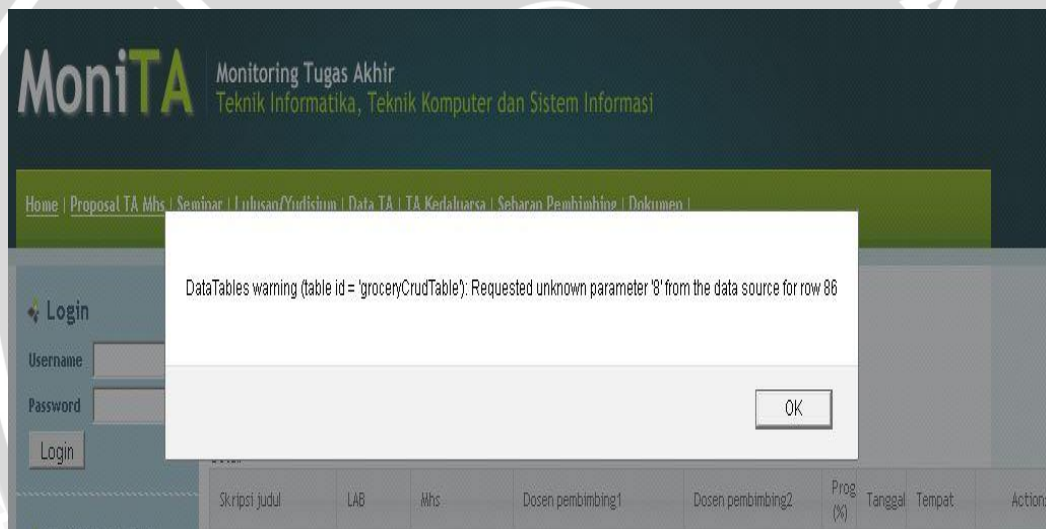 MoniTA
Monitoring Tugas Akhir
Teknik Informatika, Teknik Komputer dan Sistem Informasi
Home | Proposal TA Mhs | Seminar | Lulusan/Yudisium | Data TA | TA Kedaluarsa | Sebaran Pembimbing | Dokumen |
DataTables warning (table id = 'groceryCrudTable'): Requested unknown parameter '8' from the data source for row 86
OK
Login
Username
Password
Login
Skripsi judul LAB Mhs Dosen pembimbing1 Dosen pembimbing2 Prog (%) Tanggal Tempat Action